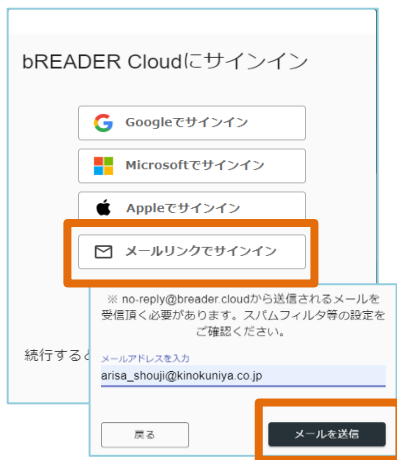 bREADER Cloudにサインイン
Googleでサインイン
Microsoftでサインイン
Appleでサインイン
メールリンクでサインイン
※ no-reply@breader.cloudから送信されるメールを
受信頂く必要があります。スパムフィルタ等の設定を
ご確認ください。
続行すると
メールアドレスを入力
arisa_shouji@kinokuniya.co.jp
戻る
メールを送信